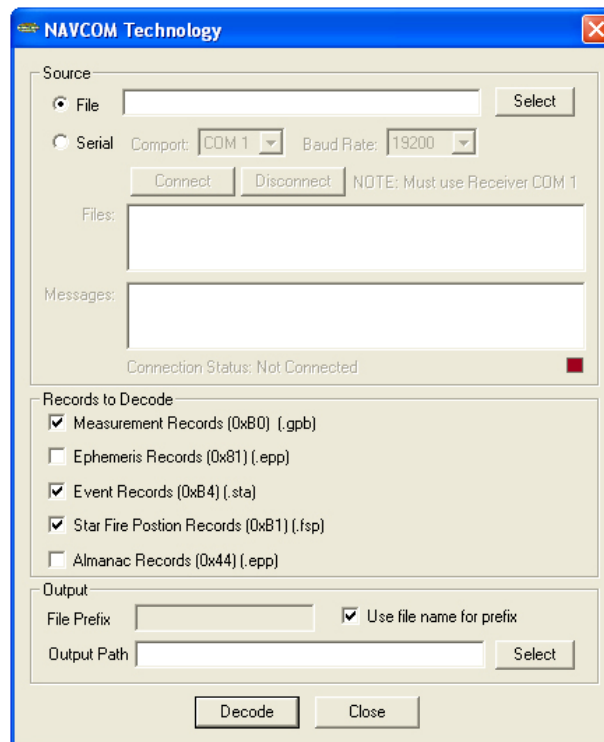 NAVCOM Technology
Source
File Select
Serial Comport: COM 1 Baud Rate: 19200
Connect Disconnect NOTE: Must use Receiver COM 1
Files:
Messages:
Connection Status: Not Connected
Records to Decode
Measurement Records (0xB0) (.gpb)
Ephemeris Records (0x81) (.epp)
Event Records (0xB4) (.sta)
Star Fire Postion Records (0xB1) (.fsp)
Almanac Records (0x44) (.epp)
Output
File Prefix Use file name for prefix
Output Path Select
Decode Close